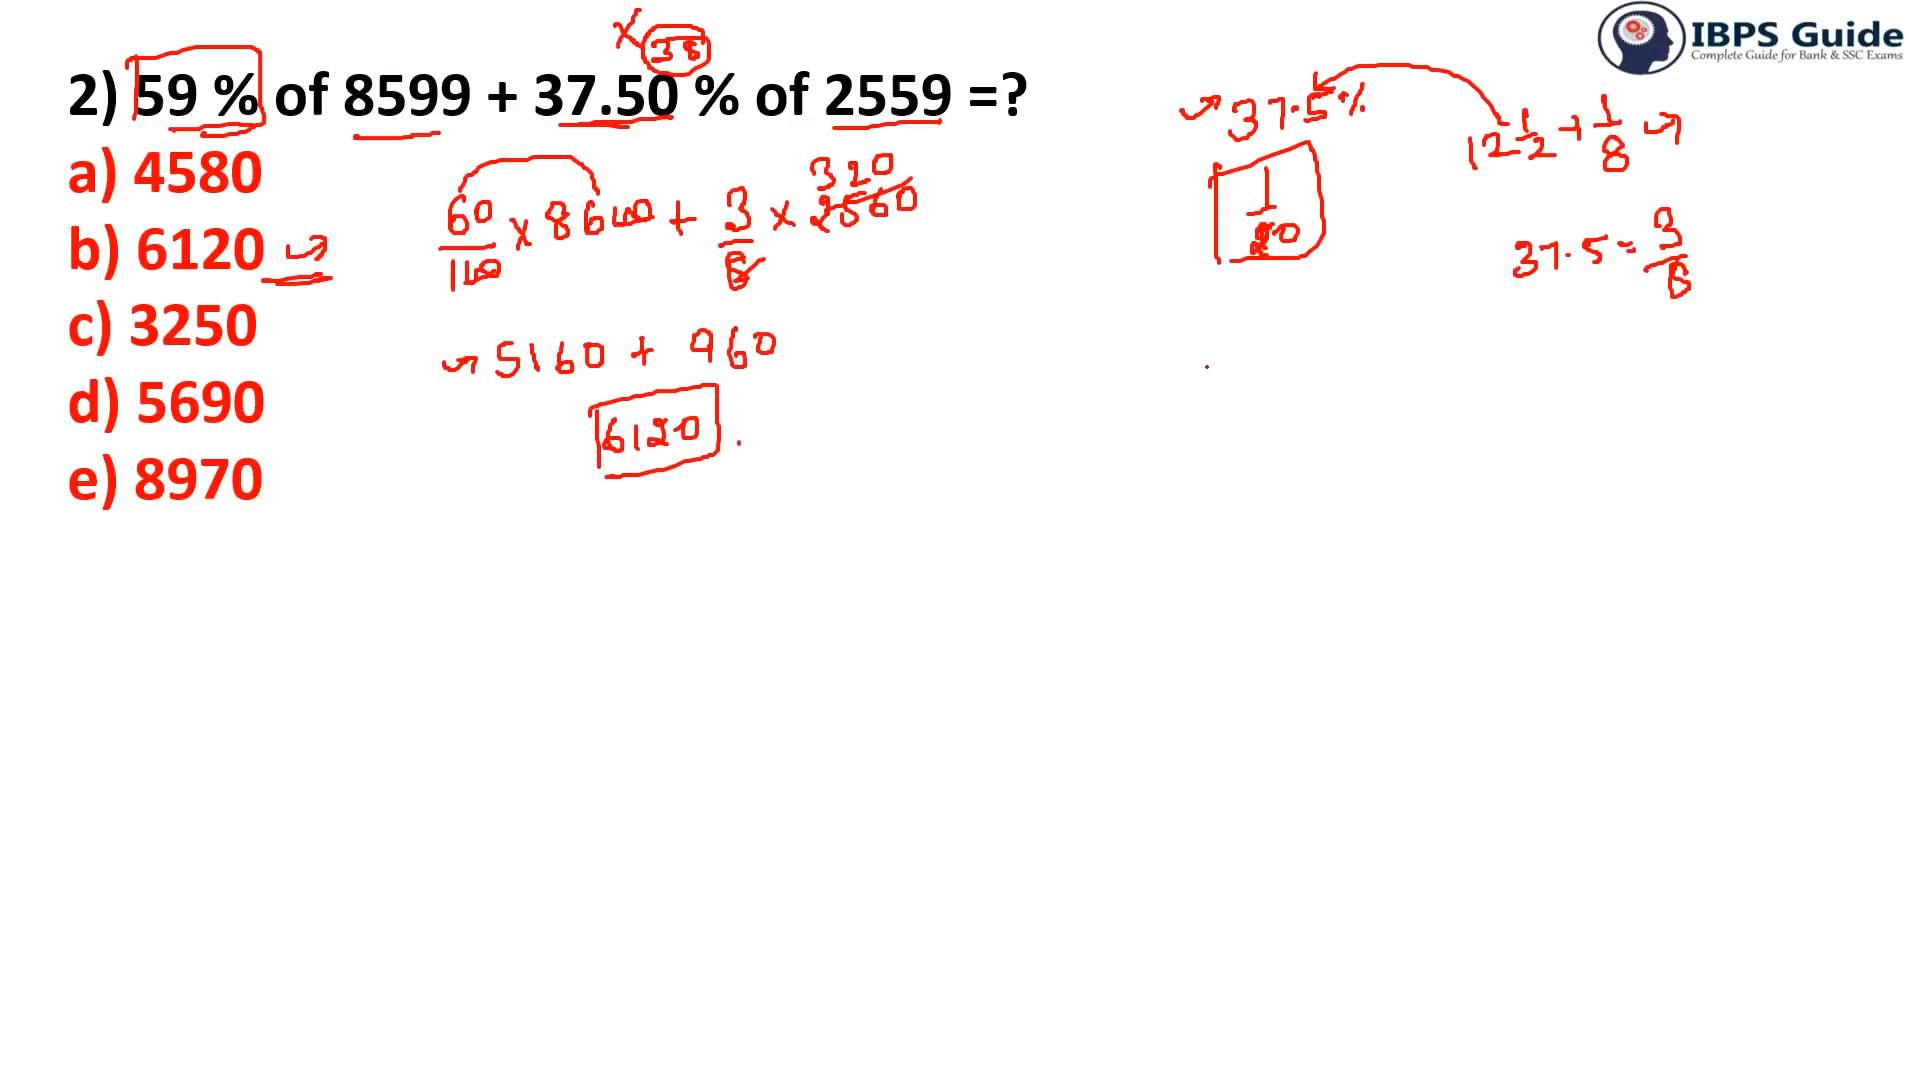 IBPS Guide
Complete Guide for Bank & SSC Exams
x 38
2) 59 % of 8599 + 37.50 % of 2559 =?
a) 4580
b) 6120
c) 3250
d) 5690
e) 8970
320
60/100 × 8600 + 3/8 × 2560
5160 + 960
6120
37.5%
12 1/2 → 1/8
37.5 = 3/8